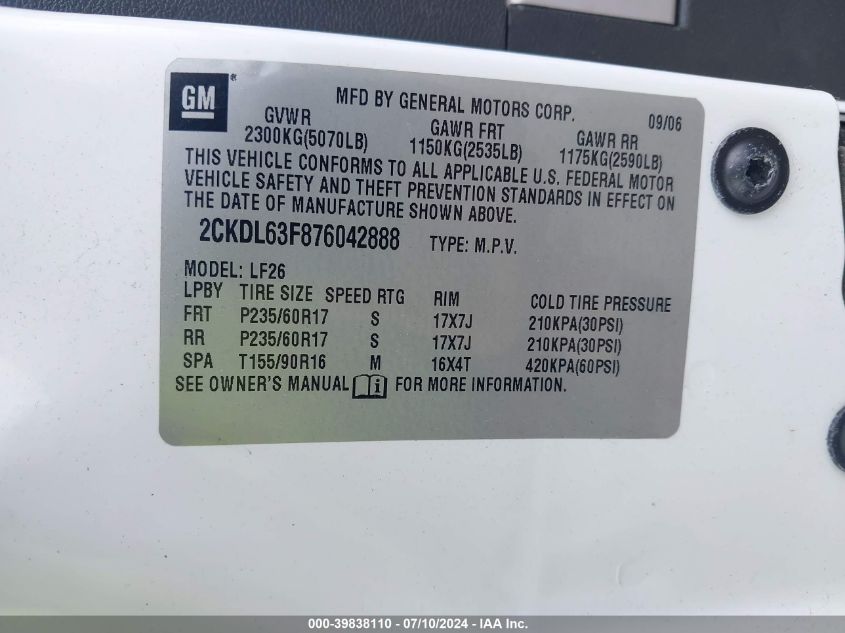 GM
MFD BY GENERAL MOTORS CORP. 09/06
GVWR GAWR FRT GAWR RR
2300KG(5070LB) 1150KG(2535LB) 1175KG(2590LB)
THIS VEHICLE CONFORMS TO ALL APPLICABLE U.S. FEDERAL MOTOR
VEHICLE SAFETY AND THEFT PREVENTION STANDARDS IN EFFECT ON
THE DATE OF MANUFACTURE SHOWN ABOVE.
2CKDL63F876042888 TYPE: M.P.V.
MODEL: LF26
LPBY TIRE SIZE SPEED RTG RIM COLD TIRE PRESSURE
FRT P235/60R17 S 17X7J 210KPA(30PSI)
RR P235/60R17 S 17X7J 210KPA(30PSI)
SPA T155/90R16 M 16X4T 420KPA(60PSI)
SEE OWNER'S MANUAL i FOR MORE INFORMATION.
000-39838110 - 07/10/2024 - IAA Inc.